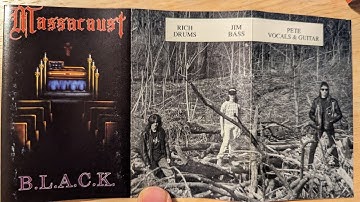 Massacaust
B.L.A.C.K.
RICH
DRUMS
JIM
BASS
PETE
VOCALS & GUITAR